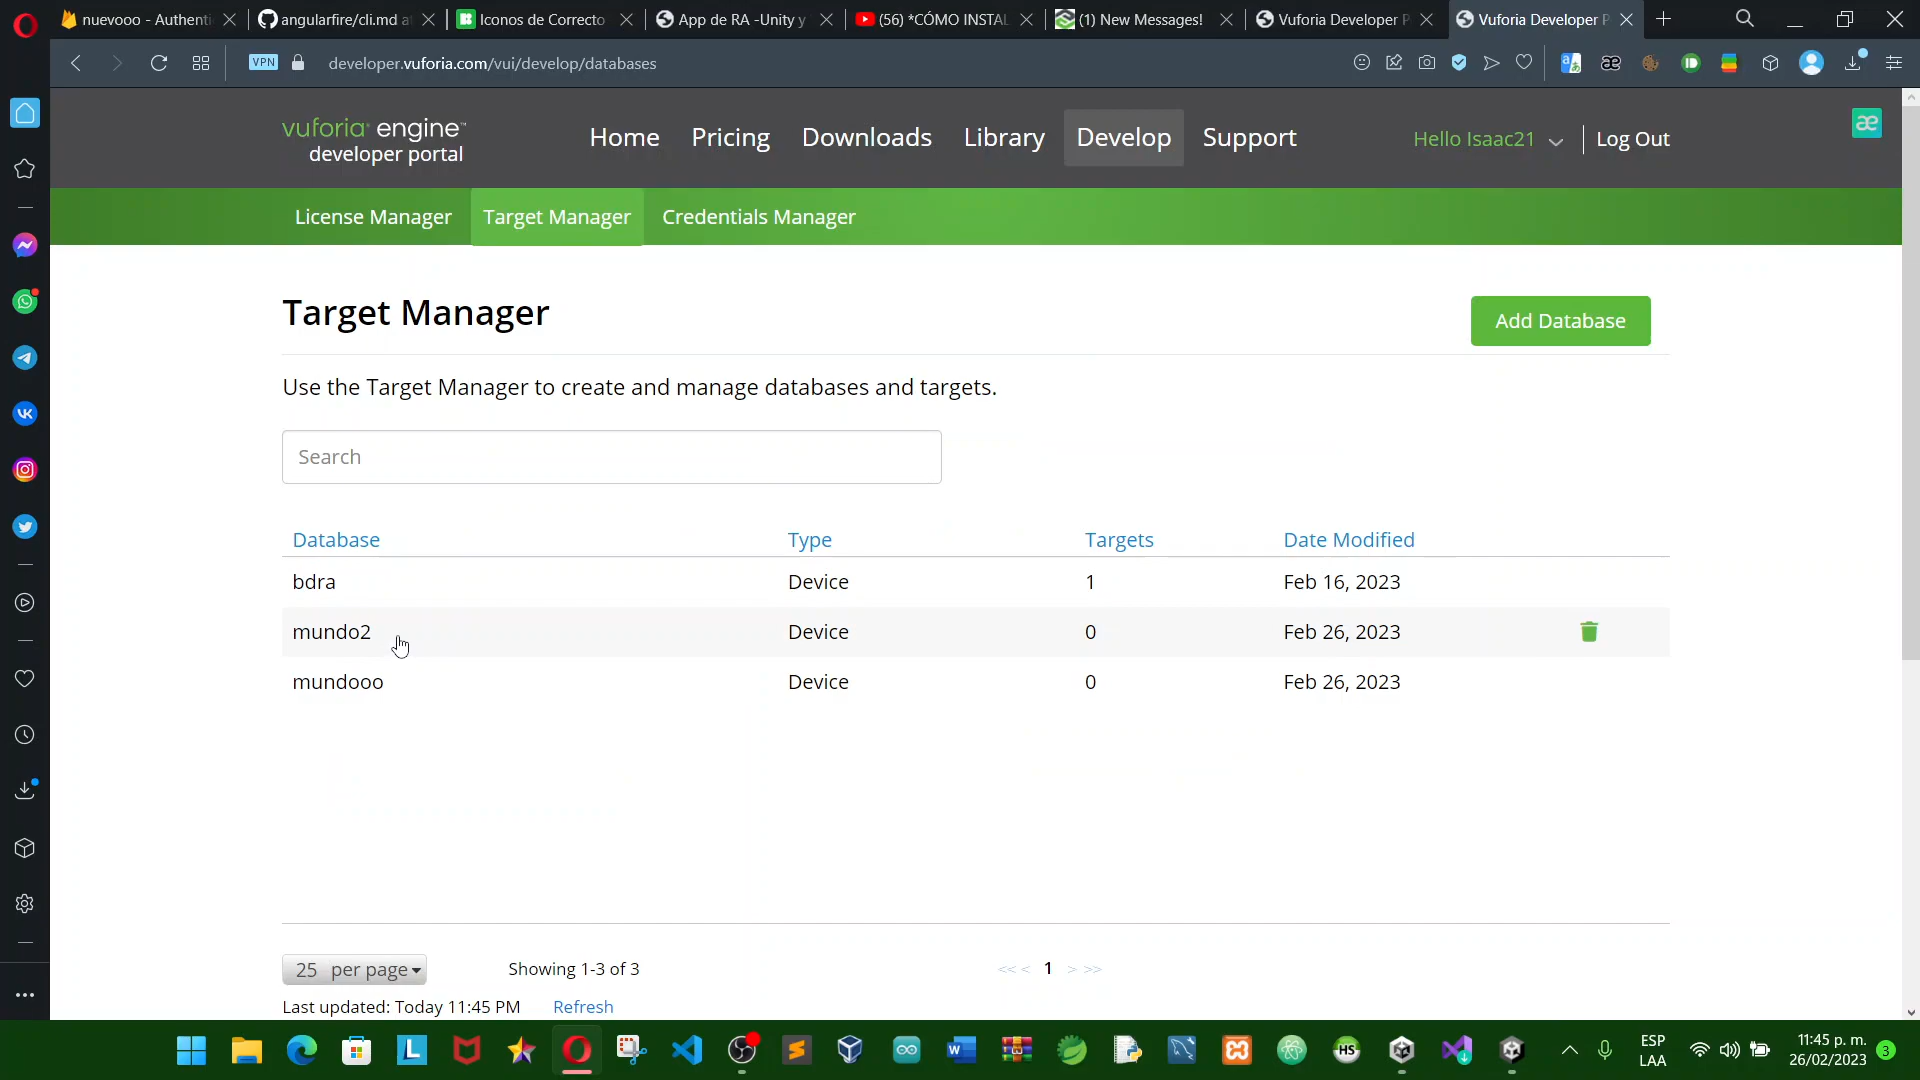 nuevooo - Authenti
angularfire/cli.md a
Iconos de Correcto
App de RA -Unity y
(56) *CÓMO INSTAL
(1) New Messages!
Vuforia Developer P
Vuforia Developer P
VPN
developer.vuforia.com/vui/develop/databases
vuforia engine™
developer portal
Home
Pricing
Downloads
Library
Develop
Support
Hello Isaac21
Log Out
License Manager
Target Manager
Credentials Manager
Target Manager
Add Database
Use the Target Manager to create and manage databases and targets.
Search
Database Type Targets Date Modified
bdra Device 1 Feb 16, 2023
mundo2 Device 0 Feb 26, 2023
mundooo Device 0 Feb 26, 2023
25 per page
Showing 1-3 of 3
<< < 1 > >>
Last updated: Today 11:45 PM Refresh
ESP
LAA
11:45 p. m.
26/02/2023
3